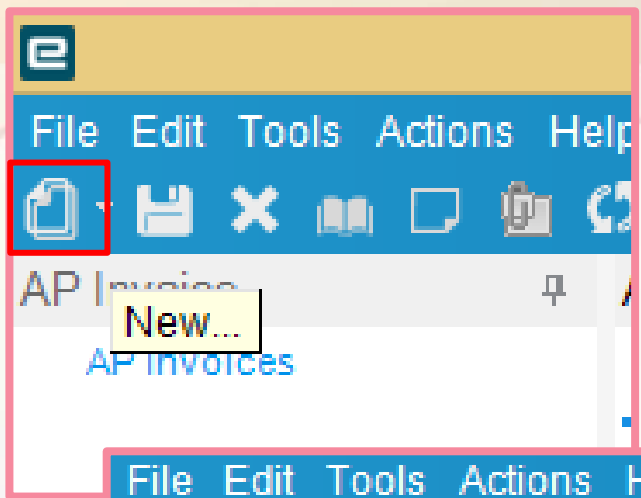 File Edit Tools Actions Help
AP Invoice
New...
AP Invoices
File Edit Tools Actions